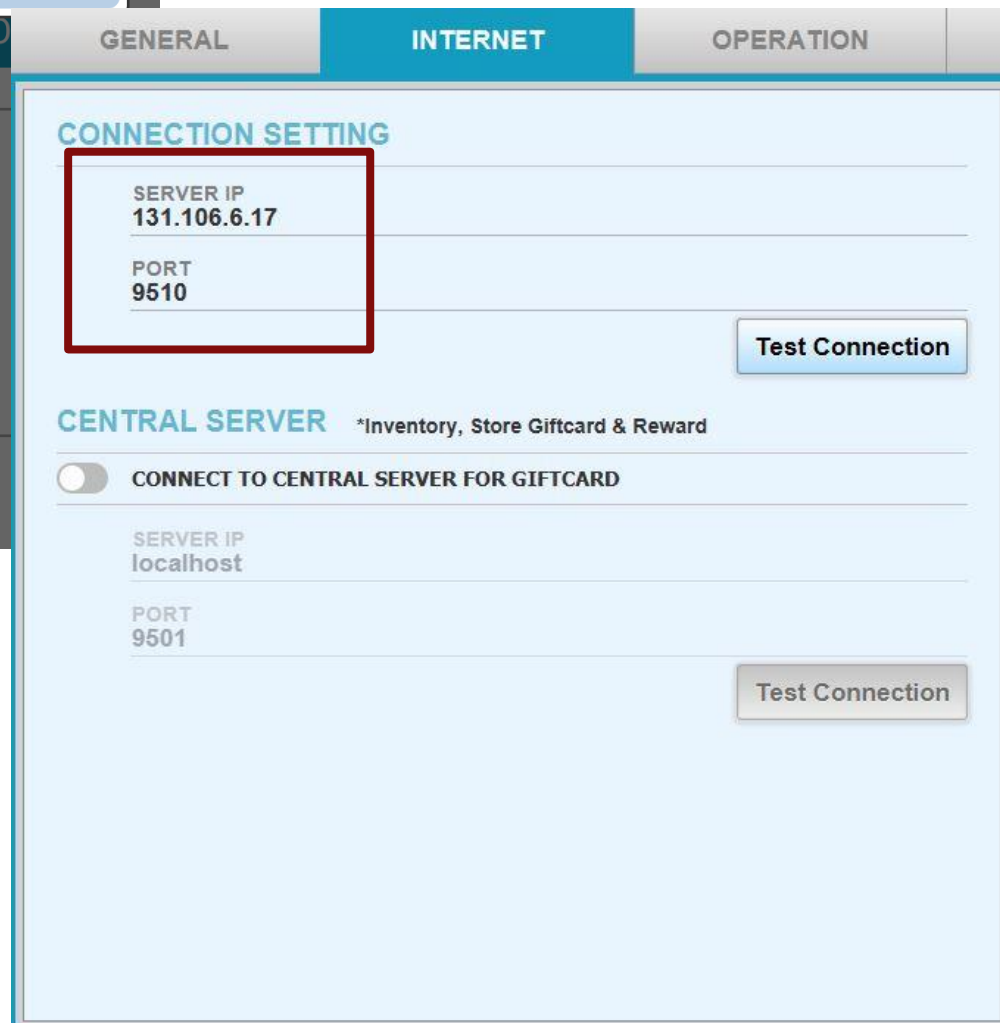 GENERAL INTERNET OPERATION
CONNECTION SETTING
SERVER IP
131.106.6.17
PORT
9510
Test Connection
CENTRAL SERVER *Inventory, Store Giftcard & Reward
CONNECT TO CENTRAL SERVER FOR GIFTCARD
SERVER IP
localhost
PORT
9501
Test Connection